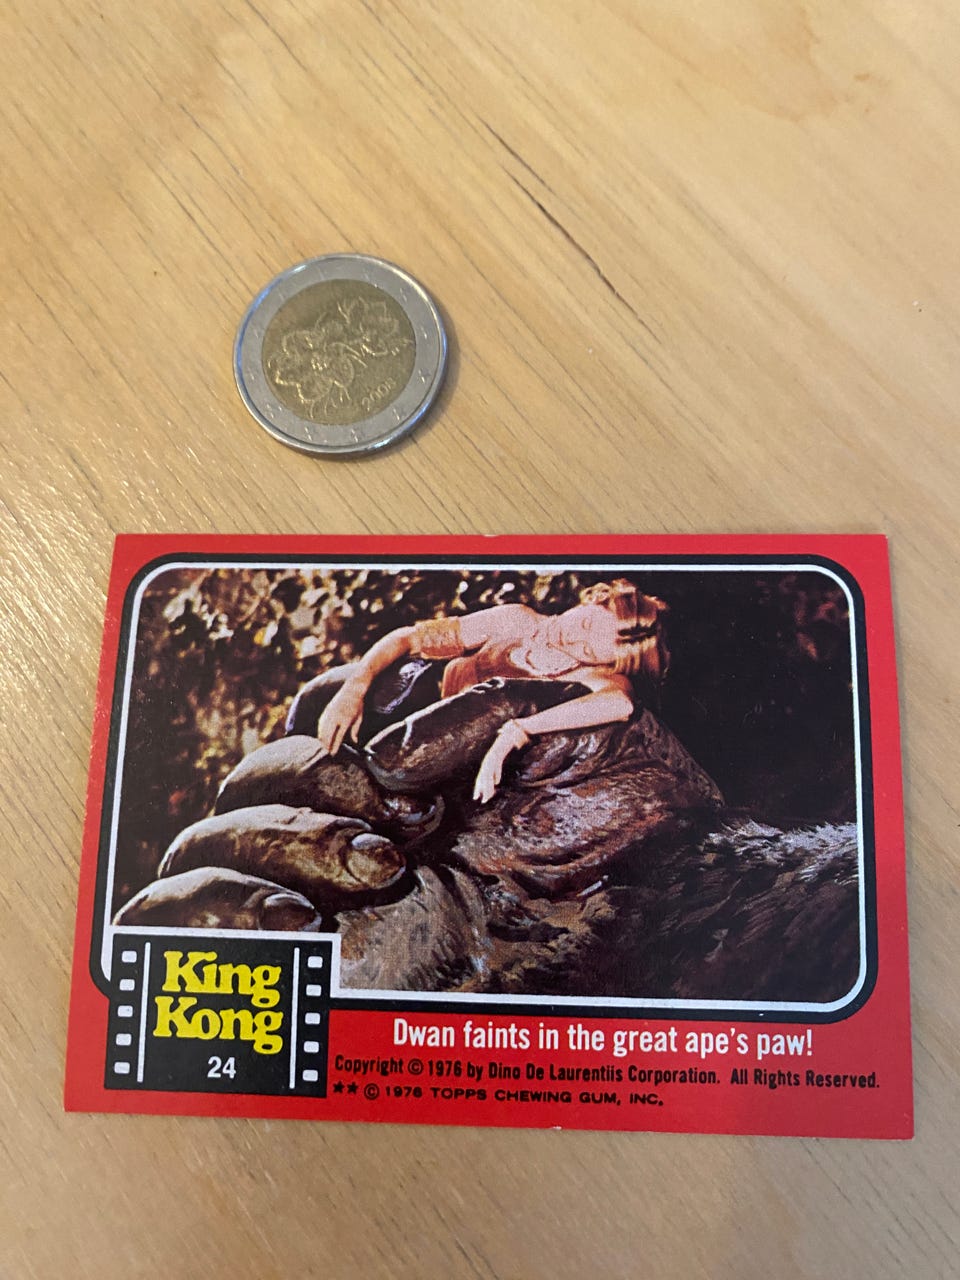 2006
King
Kong
24
Dwan faints in the great ape's paw!
Copyright © 1976 by Dino De Laurentiis Corporation. All Rights Reserved.
★★ © 1976 TOPPS CHEWING GUM, INC.